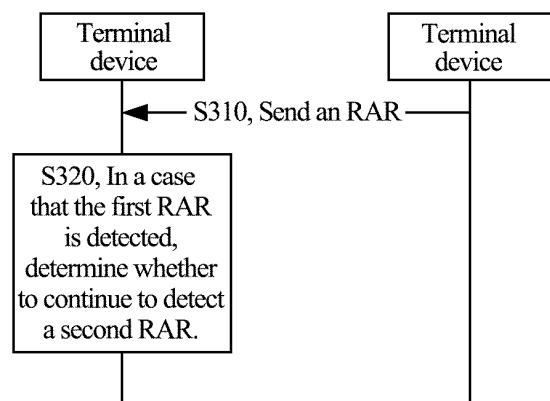 Terminal
device
Terminal
device
S310, Send an RAR
S320, In a case
that the first RAR
is detected,
determine whether
to continue to detect
a second RAR.